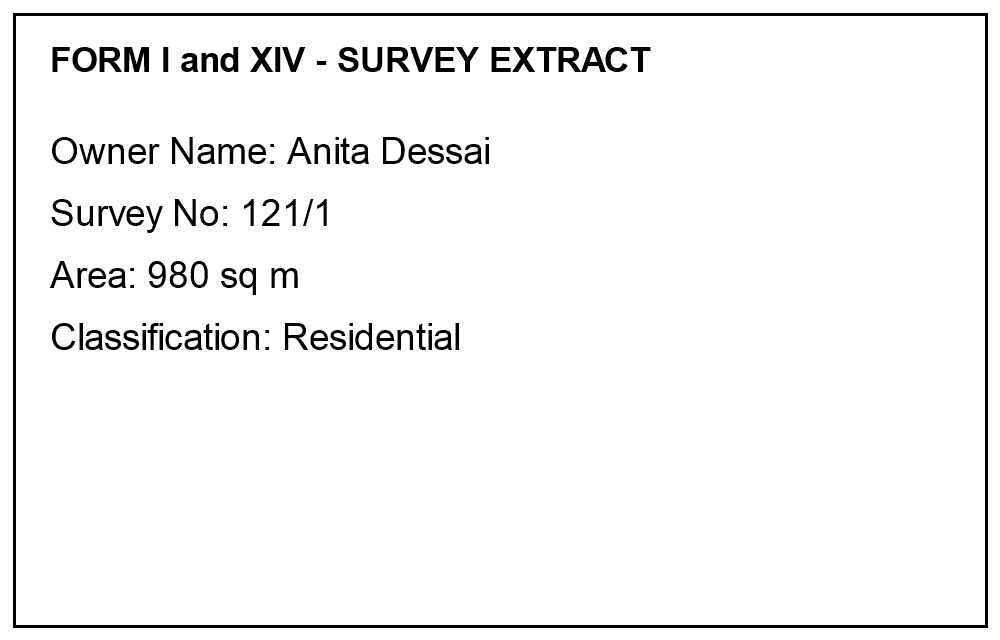 FORM I and XIV - SURVEY EXTRACT
Owner Name: Anita Dessai
Survey No: 121/1
Area: 980 sq m
Classification: Residential